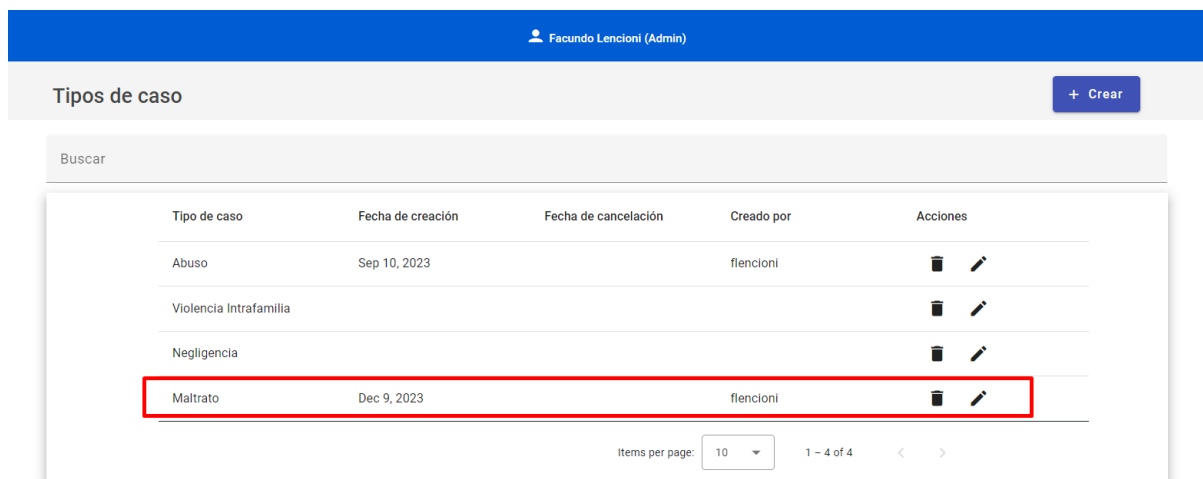 Facundo Lencioni (Admin)
Tipos de caso
+ Crear
Buscar
Tipo de caso Fecha de creación Fecha de cancelación Creado por Acciones
Abuso Sep 10, 2023 flencioni
Violencia Intrafamilia
Negligencia
Maltrato Dec 9, 2023 flencioni
Items per page: 10 1 – 4 of 4